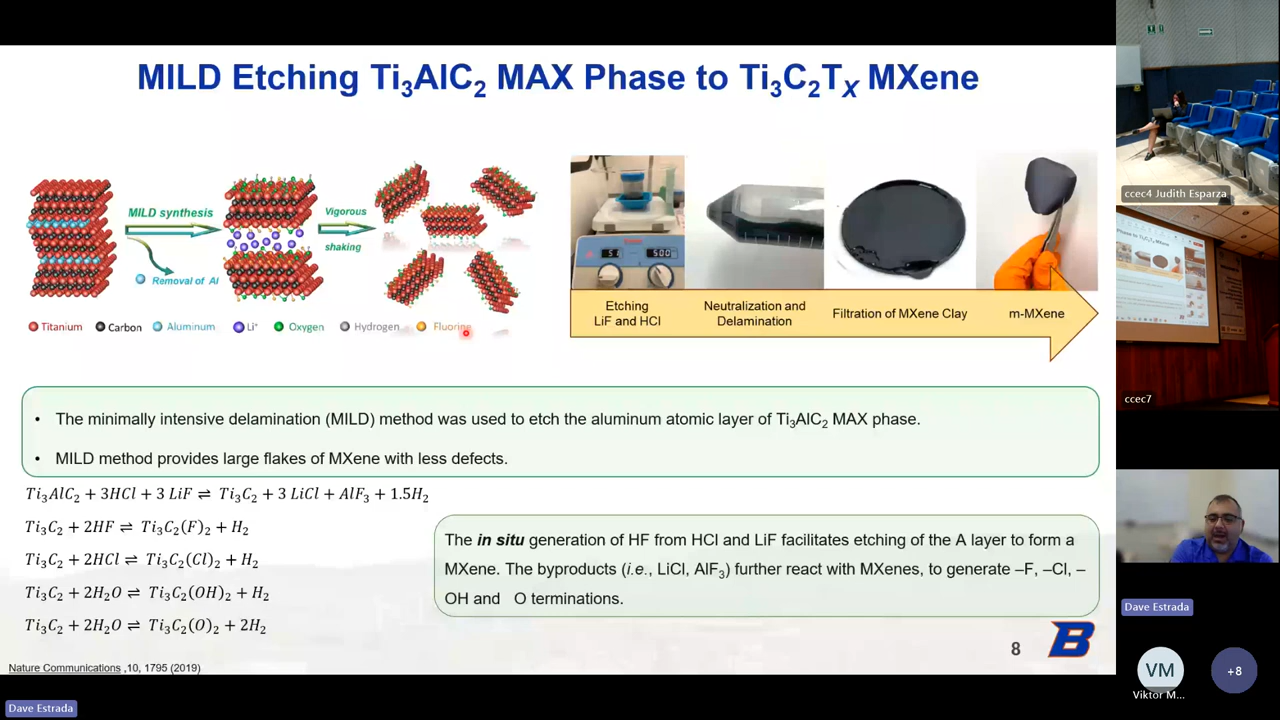 MILD Etching Ti₃AlC₂ MAX Phase to Ti₃C₂Tₓ MXene
MILD synthesis
Removal of Al
Vigorous
shaking
Titanium
Carbon
Aluminum
Li⁺
Oxygen
Hydrogen
Fluorine
51
500
Etching
LiF and HCl
Neutralization and
Delamination
Filtration of MXene Clay
m-MXene
• The minimally intensive delamination (MILD) method was used to etch the aluminum atomic layer of Ti₃AlC₂ MAX phase.
• MILD method provides large flakes of MXene with less defects.
Ti₃AlC₂ + 3HCl + 3 LiF ⇌ Ti₃C₂ + 3 LiCl + AlF₃ + 1.5H₂
Ti₃C₂ + 2HF ⇌ Ti₃C₂(F)₂ + H₂
Ti₃C₂ + 2HCl ⇌ Ti₃C₂(Cl)₂ + H₂
Ti₃C₂ + 2H₂O ⇌ Ti₃C₂(OH)₂ + H₂
Ti₃C₂ + 2H₂O ⇌ Ti₃C₂(O)₂ + 2H₂
The in situ generation of HF from HCl and LiF facilitates etching of the A layer to form a
MXene. The byproducts (i.e., LiCl, AlF₃) further react with MXenes, to generate –F, –Cl, –
OH and O terminations.
8
B
Nature Communications ,10, 1795 (2019)
Dave Estrada
ccec4 Judith Esparza
ccec7
Dave Estrada
VM
Viktor M...
+8